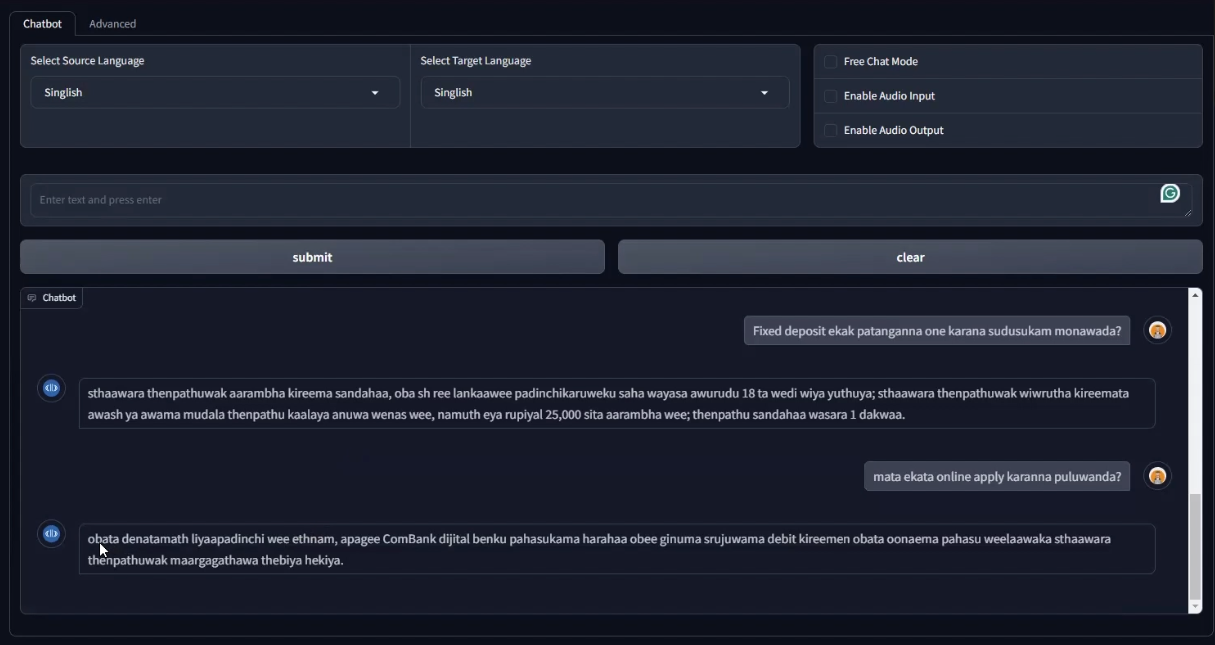 Chatbot Advanced
Select Source Language Select Target Language
Singlish Singlish
Free Chat Mode
Enable Audio Input
Enable Audio Output
Enter text and press enter
submit clear
Chatbot
Fixed deposit ekak patanganna one karana sudusukam monawada?
sthaawara thenpathuwak aarambha kireema sandahaa, oba sh ree lankaawee padinchikaruweku saha wayasa awurudu 18 ta wedi wiya yuthuya; sthaawara thenpathuwak wiwrutha kireemata
awash ya awama mudala thenpathu kaalaya anuwa wenas wee, namuth eya rupiyal 25,000 sita aarambha wee; thenpathu sandahaa wasara 1 dakwaa.
mata ekata online apply karanna puluwanda?
obata denatamath liyaapadinchi wee ethnam, apagee ComBank dijital benku pahasukama harahaa obee ginuma srujuwama debit kireemen obata oonaema pahasu weelaawaka sthaawara
thenpathuwak maargagathawa thebiya hekiya.